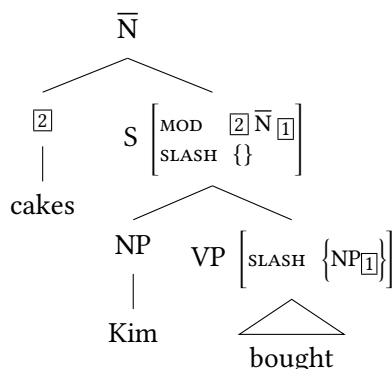 N̅
2 S [MOD 2 N̅ 1
SLASH {}]
cakes
NP VP [SLASH {NP1}]
Kim bought